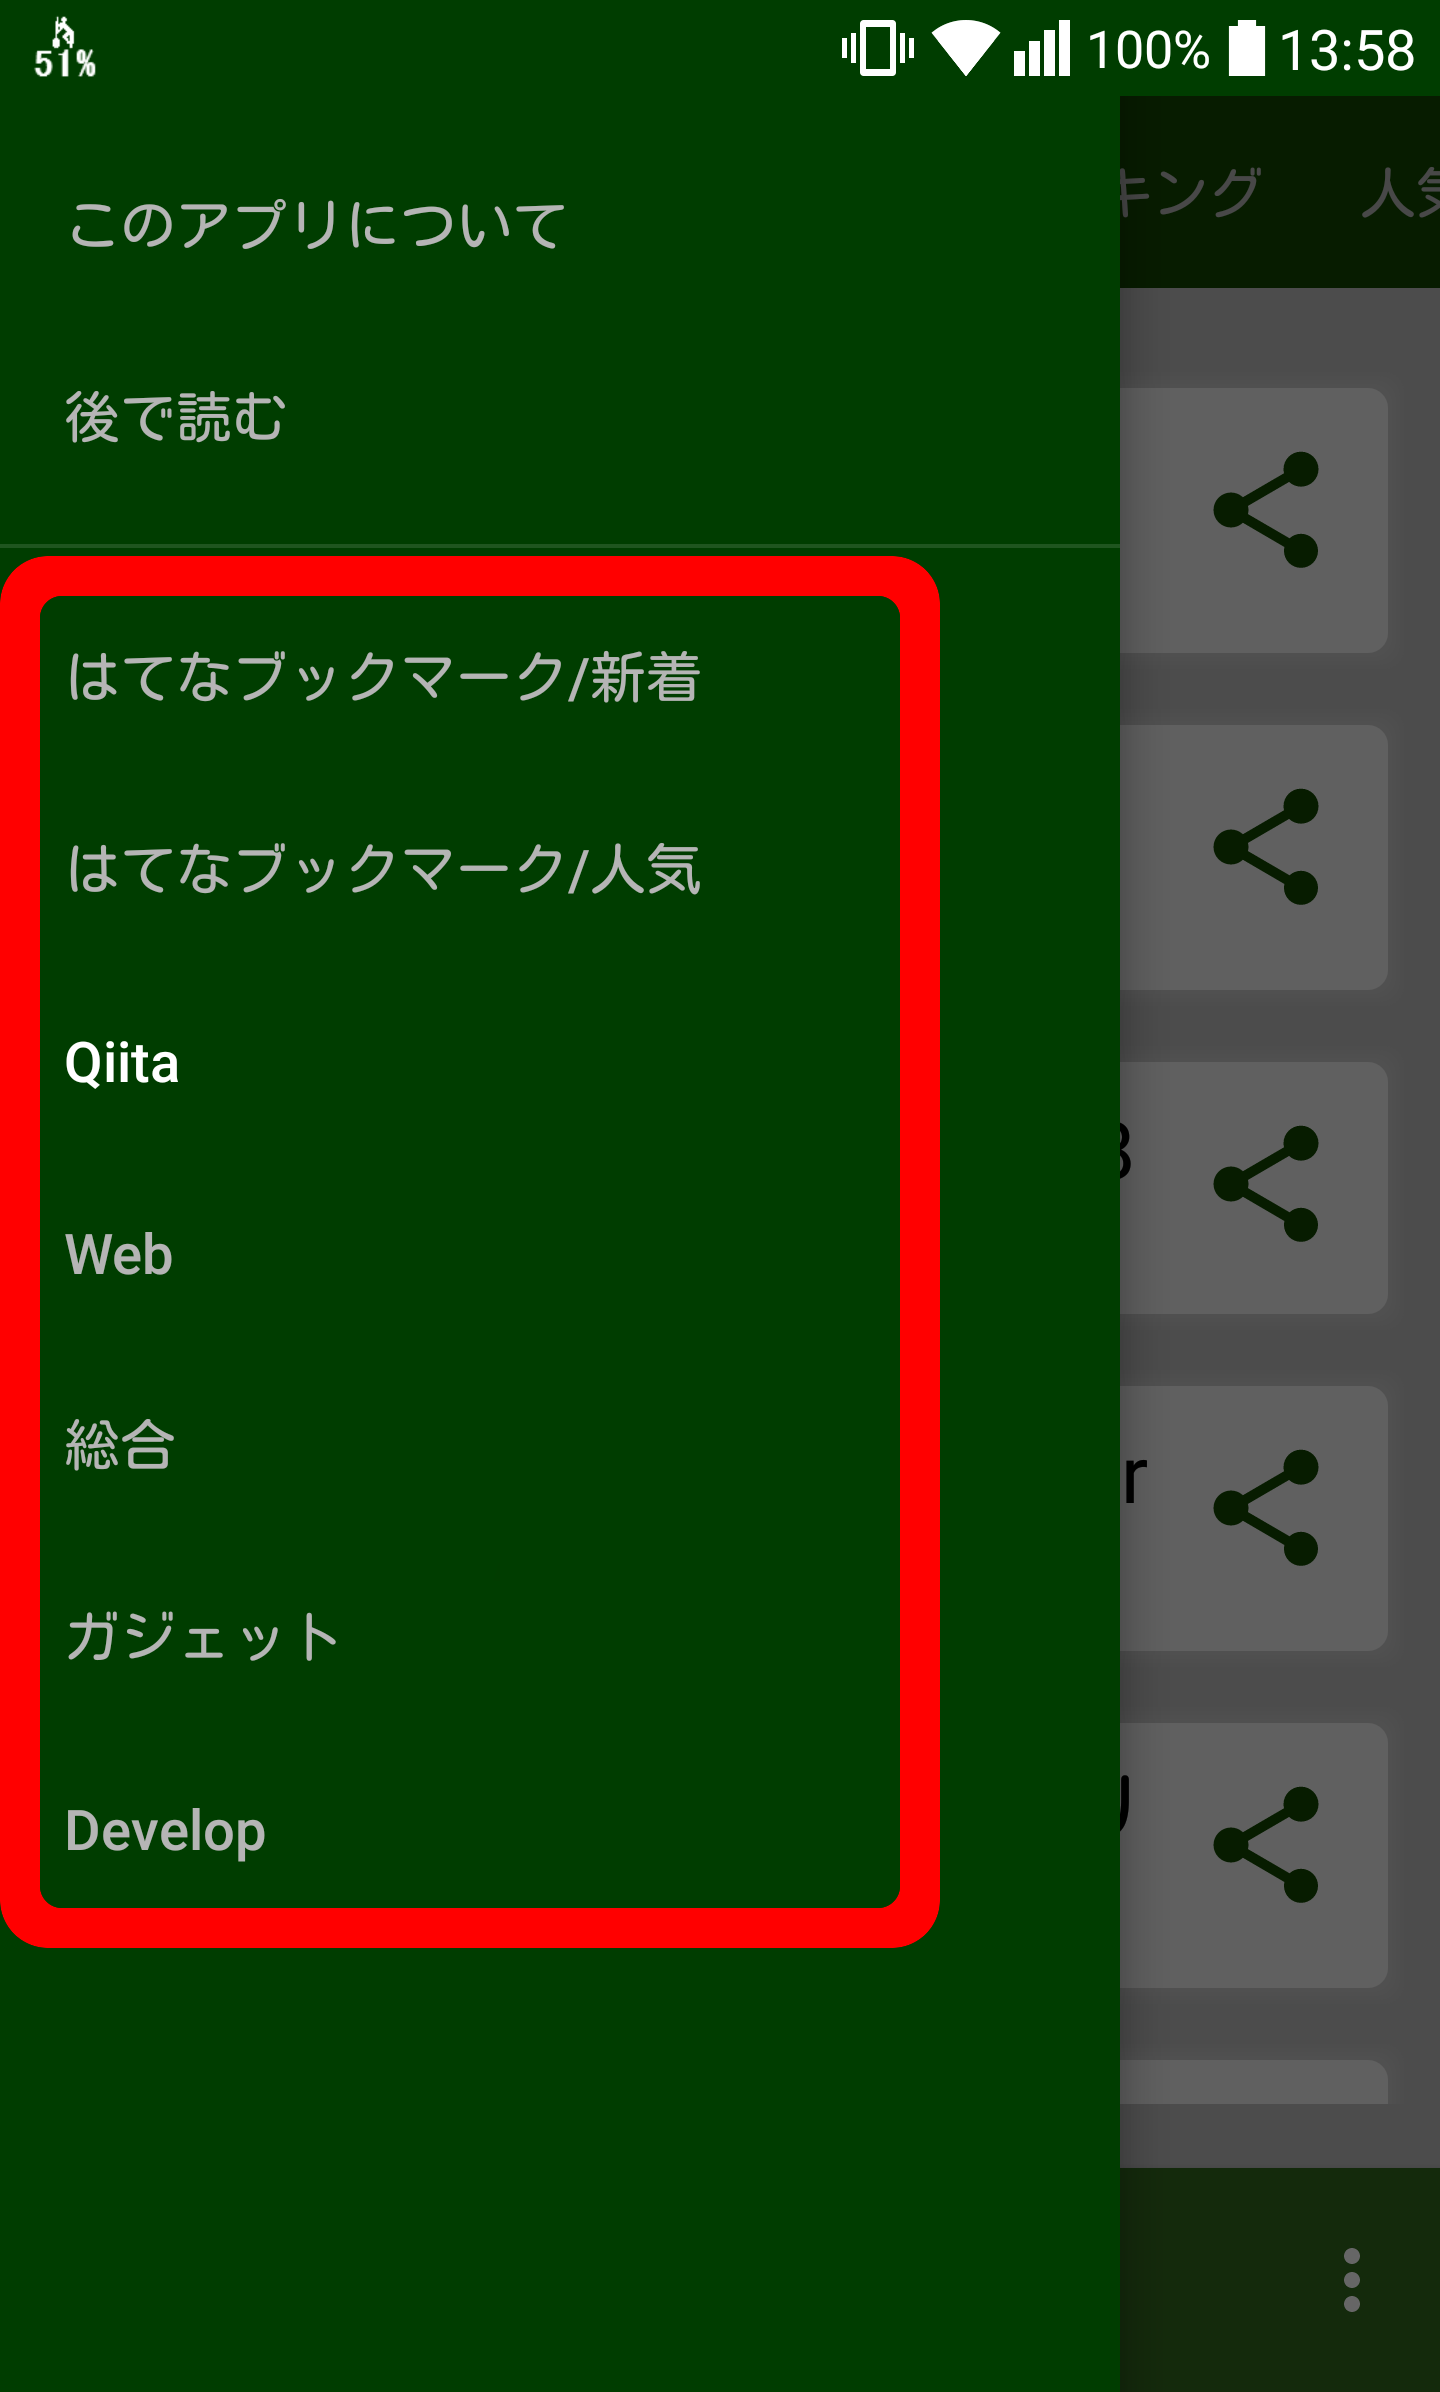 51%
100% 13:58
キング 人気
このアプリについて
後で読む
はてなブックマーク/新着
はてなブックマーク/人気
Qiita
Web
総合
ガジェット
Develop